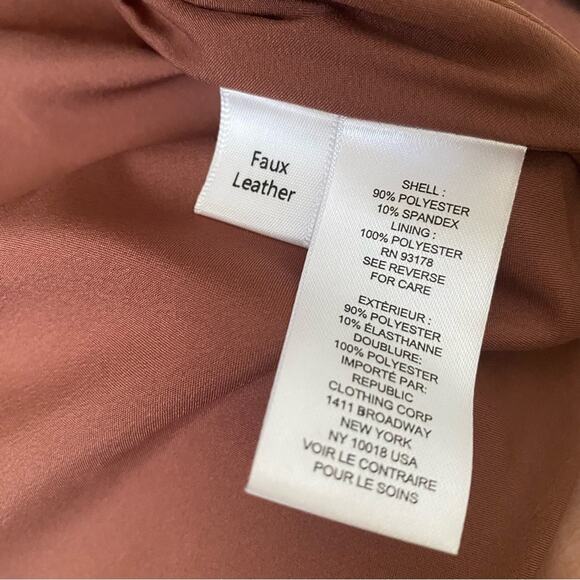 Faux
Leather
SHELL :
90% POLYESTER
10% SPANDEX
LINING :
100% POLYESTER
RN 93178
SEE REVERSE
FOR CARE
EXTÉRIEUR :
90% POLYESTER
10% ÉLASTHANNE
DOUBLURE:
100% POLYESTER
IMPORTÉ PAR:
REPUBLIC
CLOTHING CORP
1411 BROADWAY
NEW YORK
NY 10018 USA
VOIR LE CONTRAIRE
POUR LE SOINS